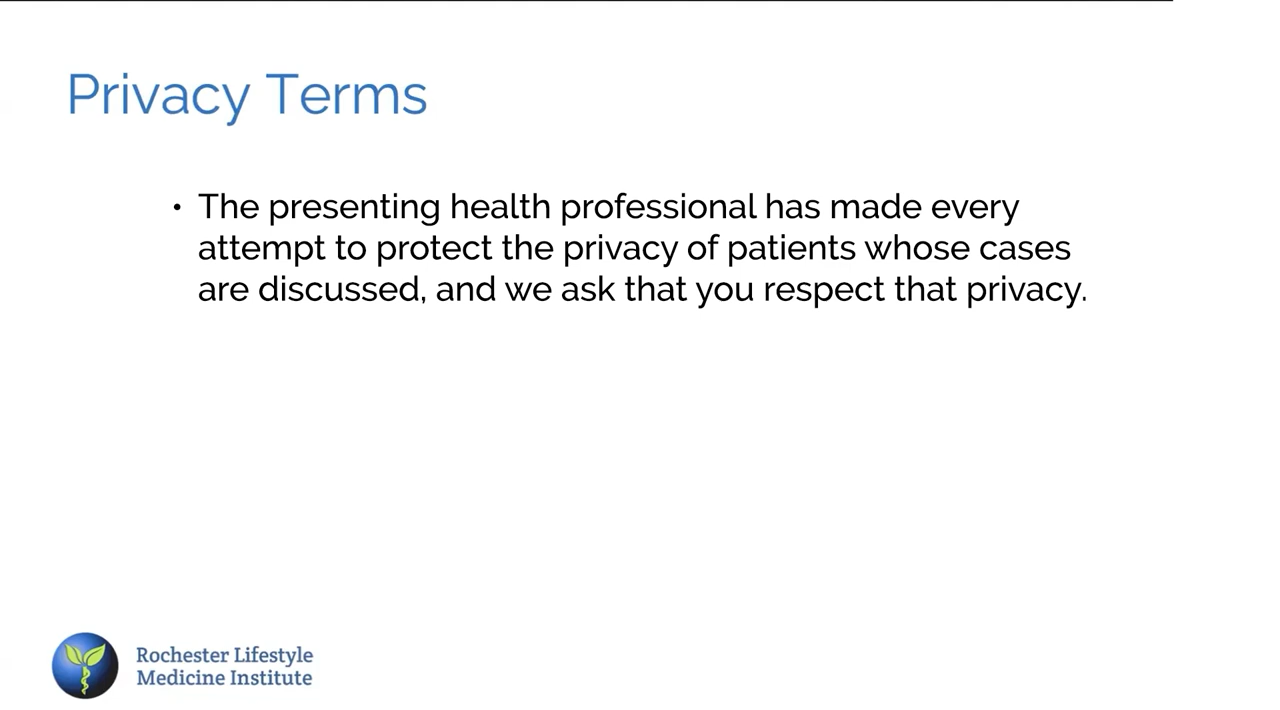 Privacy Terms
• The presenting health professional has made every
attempt to protect the privacy of patients whose cases
are discussed, and we ask that you respect that privacy.
Rochester Lifestyle
Medicine Institute